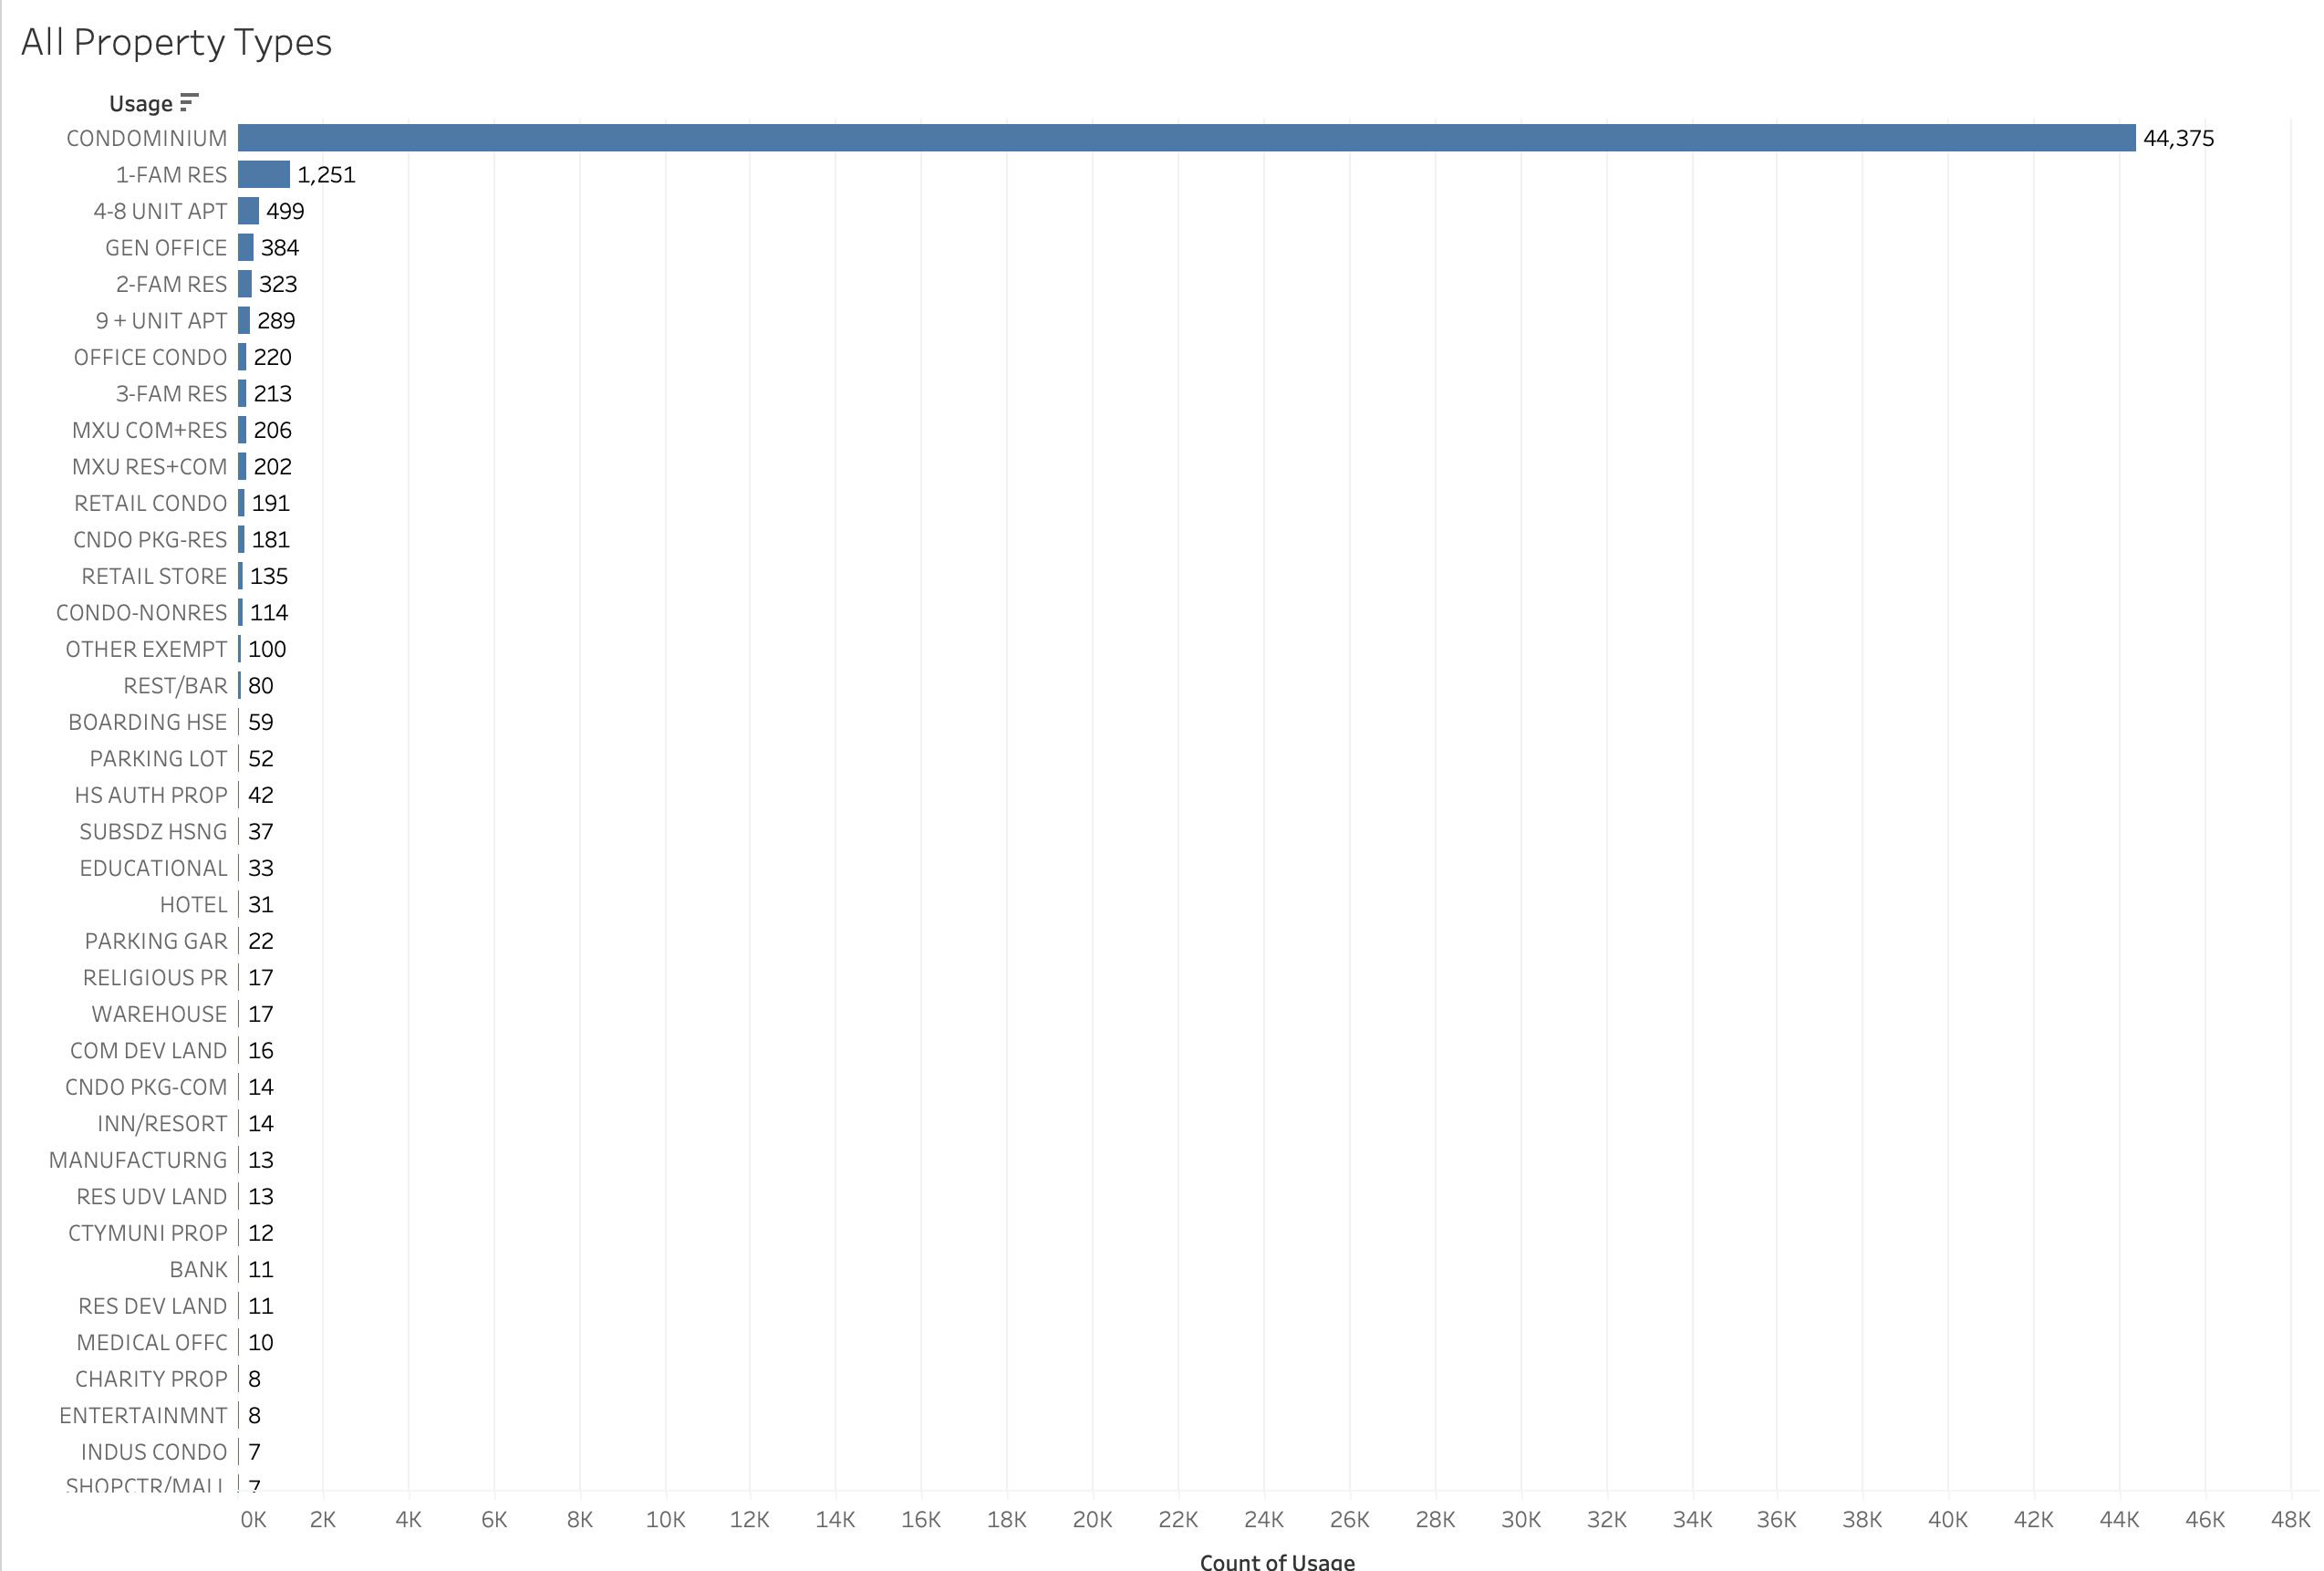 All Property Types
Usage
CONDOMINIUM 44,375
1-FAM RES 1,251
4-8 UNIT APT 499
GEN OFFICE 384
2-FAM RES 323
9 + UNIT APT 289
OFFICE CONDO 220
3-FAM RES 213
MXU COM+RES 206
MXU RES+COM 202
RETAIL CONDO 191
CNDO PKG-RES 181
RETAIL STORE 135
CONDO-NONRES 114
OTHER EXEMPT 100
REST/BAR 80
BOARDING HSE 59
PARKING LOT 52
HS AUTH PROP 42
SUBSDZ HSNG 37
EDUCATIONAL 33
HOTEL 31
PARKING GAR 22
RELIGIOUS PR 17
WAREHOUSE 17
COM DEV LAND 16
CNDO PKG-COM 14
INN/RESORT 14
MANUFACTURNG 13
RES UDV LAND 13
CTYMUNI PROP 12
BANK 11
RES DEV LAND 11
MEDICAL OFFC 10
CHARITY PROP 8
ENTERTAINMNT 8
INDUS CONDO 7
SHOPCTR/MALL 7
0K 2K 4K 6K 8K 10K 12K 14K 16K 18K 20K 22K 24K 26K 28K 30K 32K 34K 36K 38K 40K 42K 44K 46K 48K
Count of Usage